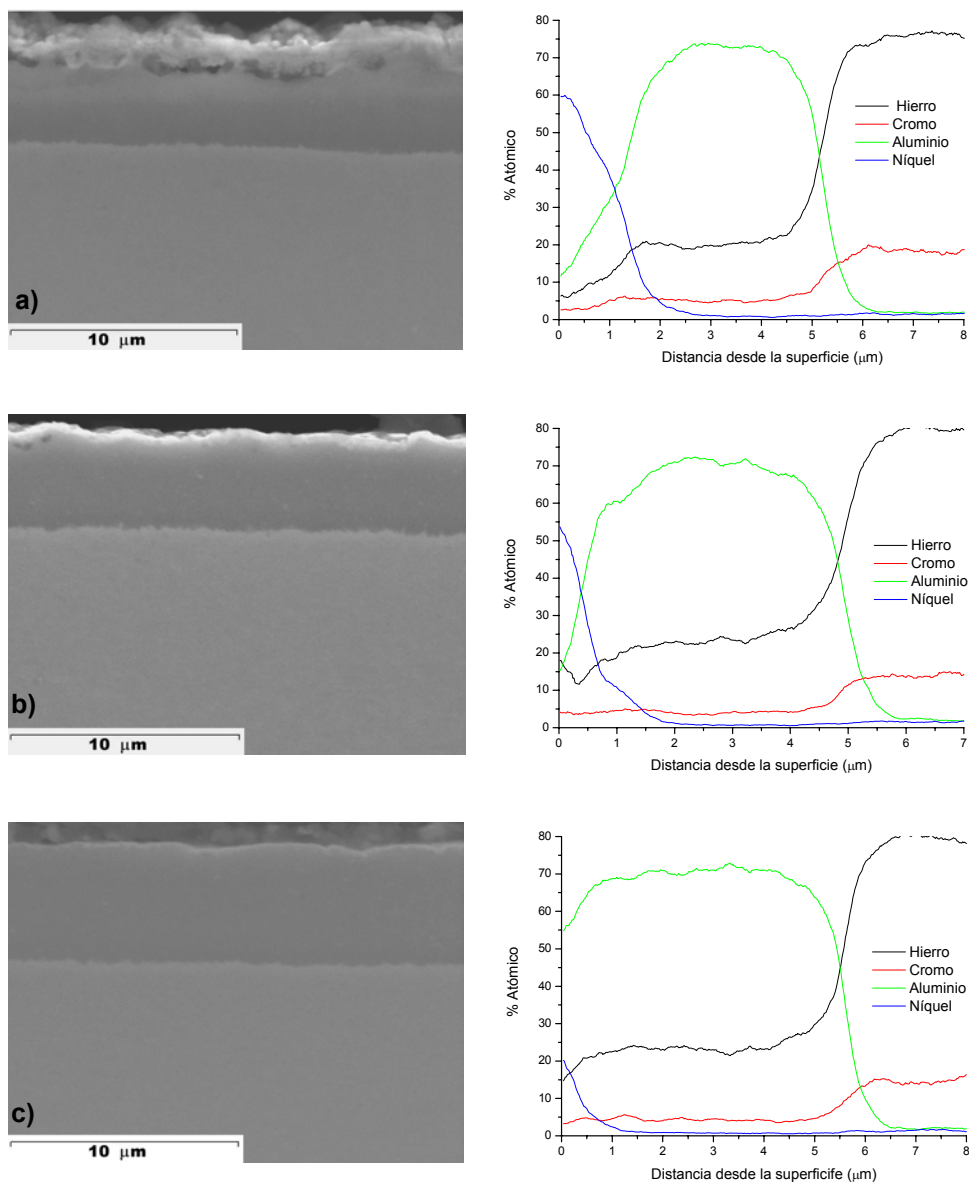 a)
10 μm
80
70
60
50
40
30
20
10
0
% Atómico
Hierro
Cromo
Aluminio
Níquel
0 1 2 3 4 5 6 7 8
Distancia desde la superficie (μm)
b)
10 μm
80
70
60
50
40
30
20
10
0
% Atómico
Hierro
Cromo
Aluminio
Níquel
0 1 2 3 4 5 6 7
Distancia desde la superficie (μm)
c)
10 μm
80
70
60
50
40
30
20
10
0
% Atómico
Hierro
Cromo
Aluminio
Níquel
0 1 2 3 4 5 6 7 8
Distancia desde la superficife (μm)